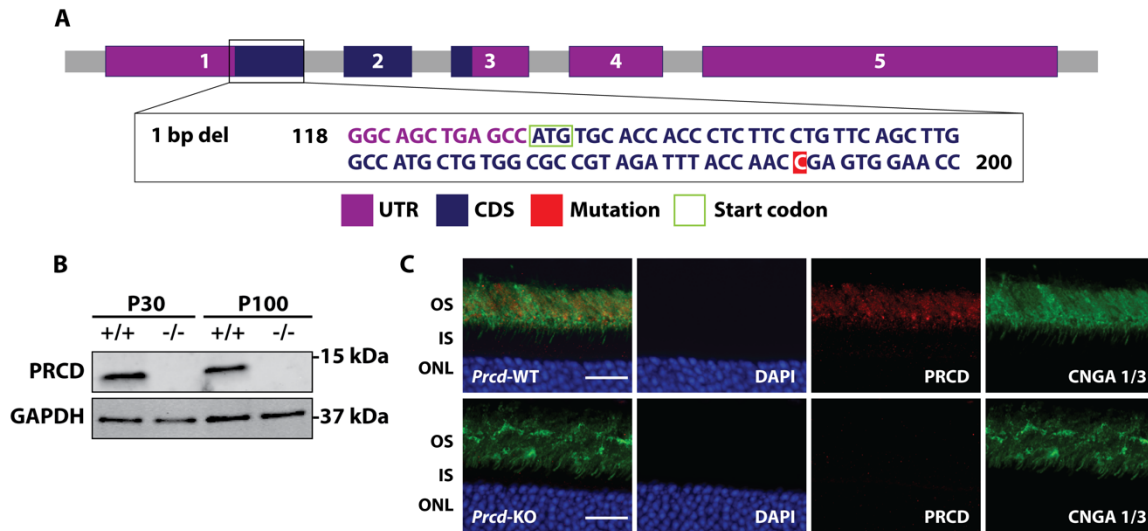 A
1 2 3 4 5
1 bp del 118 GGC AGC TGA GCC ATG TGC ACC ACC CTC TTC CTG TTC AGC TTG
GCC ATG CTG TGG CGC CGT AGA TTT ACC AAC CGA GTG GAA CC 200
UTR CDS Mutation Start codon
B
P30 P100
+/+ -/- +/+ -/-
PRCD -15 kDa
GAPDH -37 kDa
C
OS
IS
ONL
Prcd-WT DAPI PRCD CNGA 1/3
OS
IS
ONL
Prcd-KO DAPI PRCD CNGA 1/3